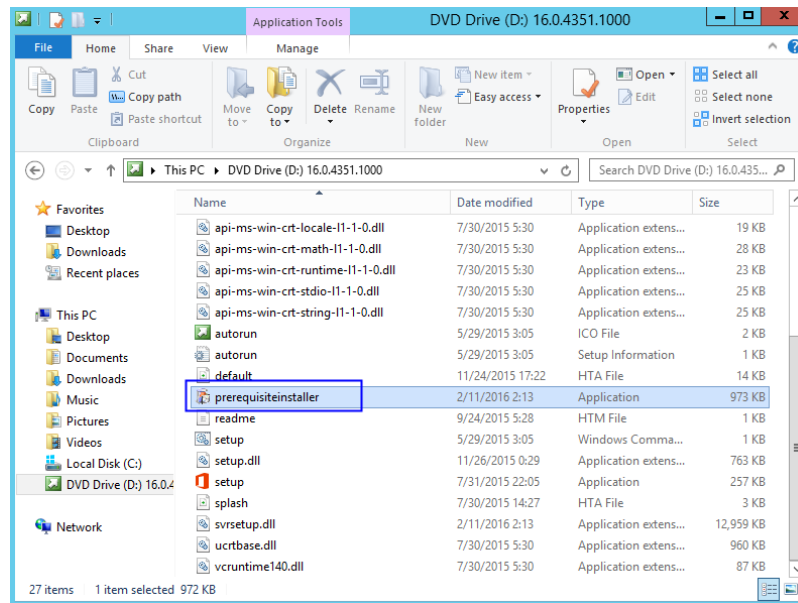 Application Tools DVD Drive (D:) 16.0.4351.1000
File Home Share View Manage
Copy
Paste
Cut
Copy path
Paste shortcut
Clipboard
Move to
Copy to
Delete
Rename
Organize
New folder
New item
Easy access
New
Properties
Open
Edit
Open
Select all
Select none
Invert selection
Select
This PC DVD Drive (D:) 16.0.4351.1000 Search DVD Drive (D:) 16.0.435...
Favorites
Desktop
Downloads
Recent places
This PC
Desktop
Documents
Downloads
Music
Pictures
Videos
Local Disk (C:)
DVD Drive (D:) 16.0.4
Network
Name Date modified Type Size
api-ms-win-crt-locale-l1-1-0.dll 7/30/2015 5:30 Application extens... 19 KB
api-ms-win-crt-math-l1-1-0.dll 7/30/2015 5:30 Application extens... 28 KB
api-ms-win-crt-runtime-l1-1-0.dll 7/30/2015 5:30 Application extens... 23 KB
api-ms-win-crt-stdio-l1-1-0.dll 7/30/2015 5:30 Application extens... 25 KB
api-ms-win-crt-string-l1-1-0.dll 7/30/2015 5:30 Application extens... 25 KB
autorun 5/29/2015 3:05 ICO File 2 KB
autorun 5/29/2015 3:05 Setup Information 1 KB
default 11/24/2015 17:22 HTA File 14 KB
prerequisiteinstaller 2/11/2016 2:13 Application 973 KB
readme 9/24/2015 5:28 HTM File 1 KB
setup 5/29/2015 3:05 Windows Comma... 1 KB
setup.dll 11/26/2015 0:29 Application extens... 763 KB
setup 7/31/2015 22:05 Application 257 KB
splash 7/30/2015 14:27 HTA File 3 KB
svrsetup.dll 2/11/2016 2:13 Application extens... 12,959 KB
ucrtbase.dll 7/30/2015 5:30 Application extens... 960 KB
vcruntime140.dll 7/30/2015 5:30 Application extens... 87 KB
27 items 1 item selected 972 KB